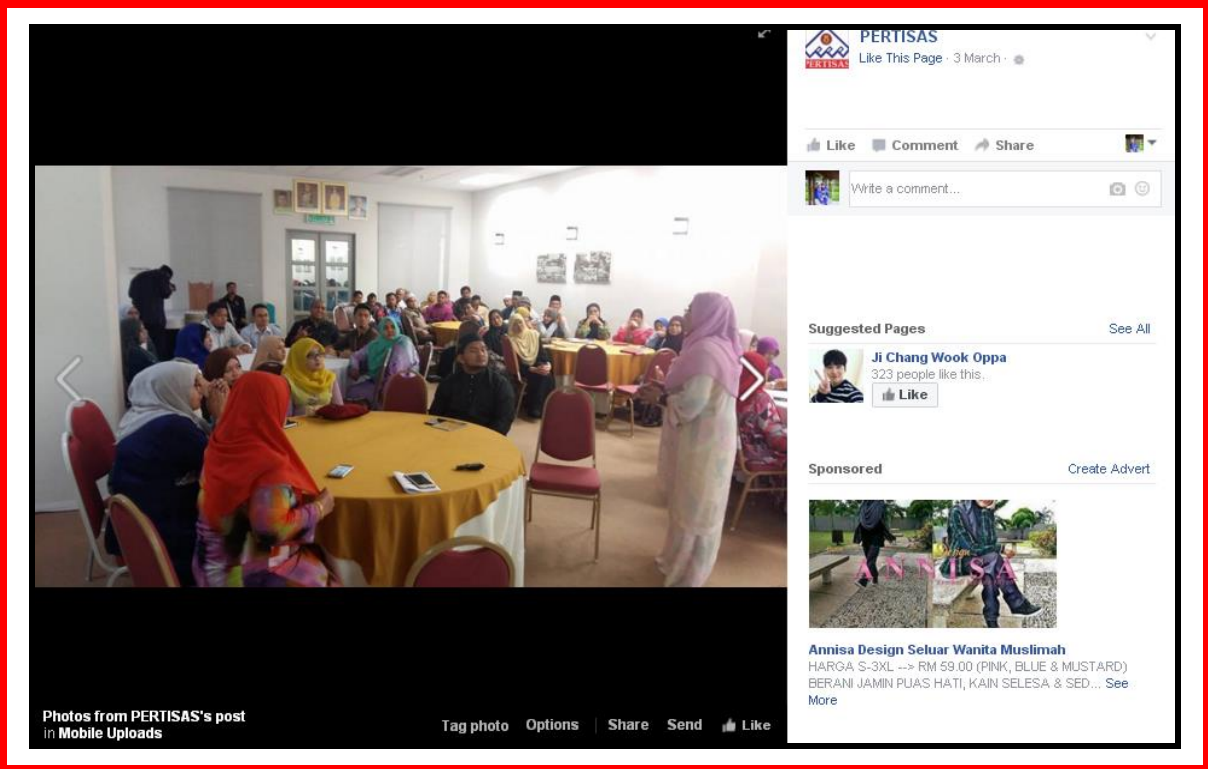 PERTISAS
PERTISAS
Like This Page · 3 March ·
Like Comment Share
Write a comment...
Suggested Pages See All
Ji Chang Wook Oppa
323 people like this.
Like
Sponsored Create Advert
ANNISA
Annisa Design Seluar Wanita Muslimah
HARGA S-3XL --> RM 59.00 (PINK, BLUE & MUSTARD)
BERANI JAMIN PUAS HATI, KAIN SELESA & SED... See
More
Photos from PERTISAS's post
in Mobile Uploads
Tag photo Options Share Send Like